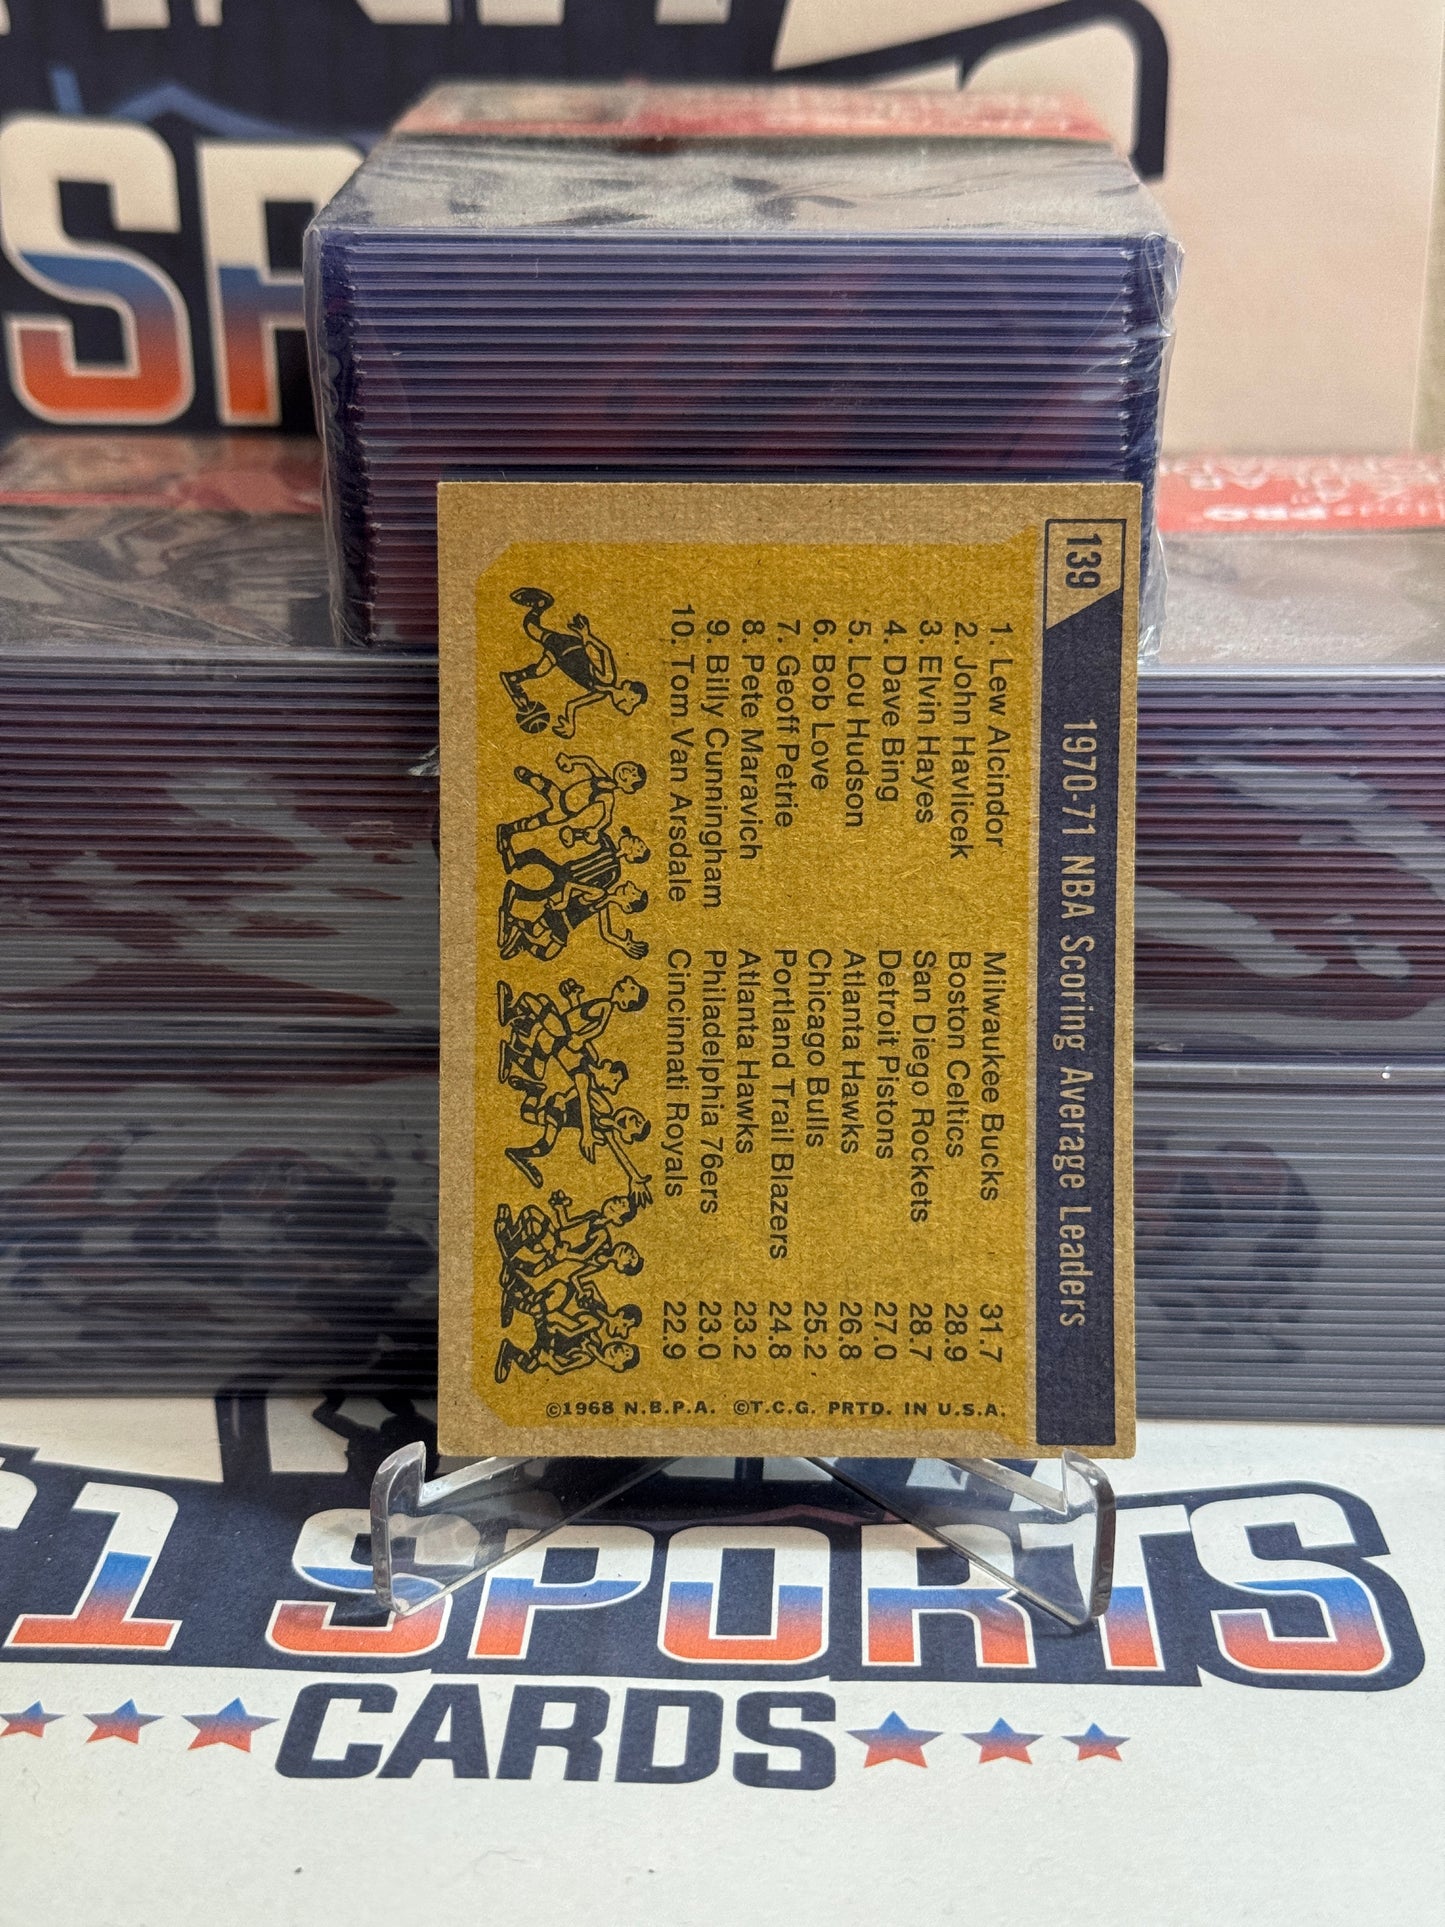 139
1970-71 NBA Scoring Average Leaders
1. Lew Alcindor Milwaukee Bucks 31.7
2. John Havlicek Boston Celtics 28.9
3. Elvin Hayes San Diego Rockets 28.7
4. Dave Bing Detroit Pistons 27.0
5. Lou Hudson Atlanta Hawks 26.8
6. Bob Love Chicago Bulls 25.2
7. Geoff Petrie Portland Trail Blazers 24.8
8. Pete Maravich Atlanta Hawks 23.2
9. Billy Cunningham Philadelphia 76ers 23.0
10. Tom Van Arsdale Cincinnati Royals 22.9
©1968 N.B.P.A. ©T.C.G. PRTD. IN U.S.A.
1 SPORTS
CARDS